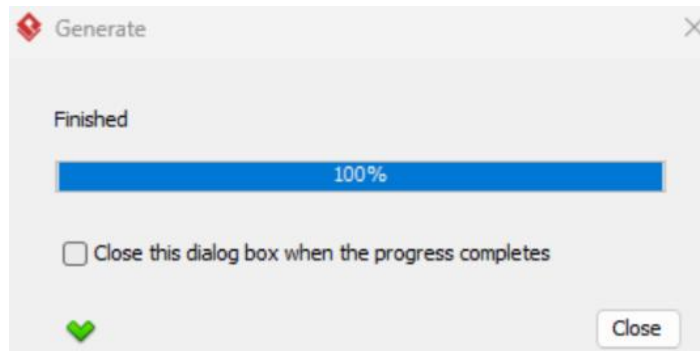 Generate
Finished
100%
Close this dialog box when the progress completes
Close